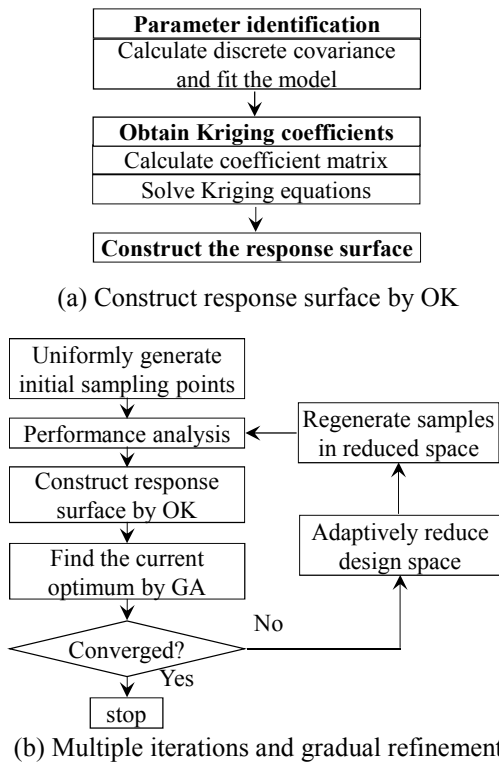 Parameter identification
Calculate discrete covariance
and fit the model
Obtain Kriging coefficients
Calculate coefficient matrix
Solve Kriging equations
Construct the response surface
(a) Construct response surface by OK
Uniformly generate
initial sampling points
Performance analysis
Construct response
surface by OK
Find the current
optimum by GA
Converged?
Yes
stop
No
Adaptively reduce
design space
Regenerate samples
in reduced space
(b) Multiple iterations and gradual refinement